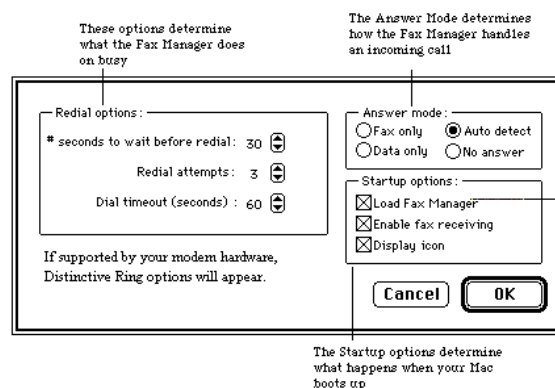 These options determine
what the Fax Manager does
on busy
The Answer Mode determines
how the Fax Manager handles
an incoming call
Redial options:
# seconds to wait before redial: 30
Redial attempts: 3
Dial timeout (seconds) : 60
If supported by your modem hardware,
Distinctive Ring options will appear.
Answer mode:
Fax only Auto detect
Data only No answer
Startup options:
Load Fax Manager
Enable fax receiving
Display icon
Cancel OK
The Startup options determine
what happens when your Mac
boots up